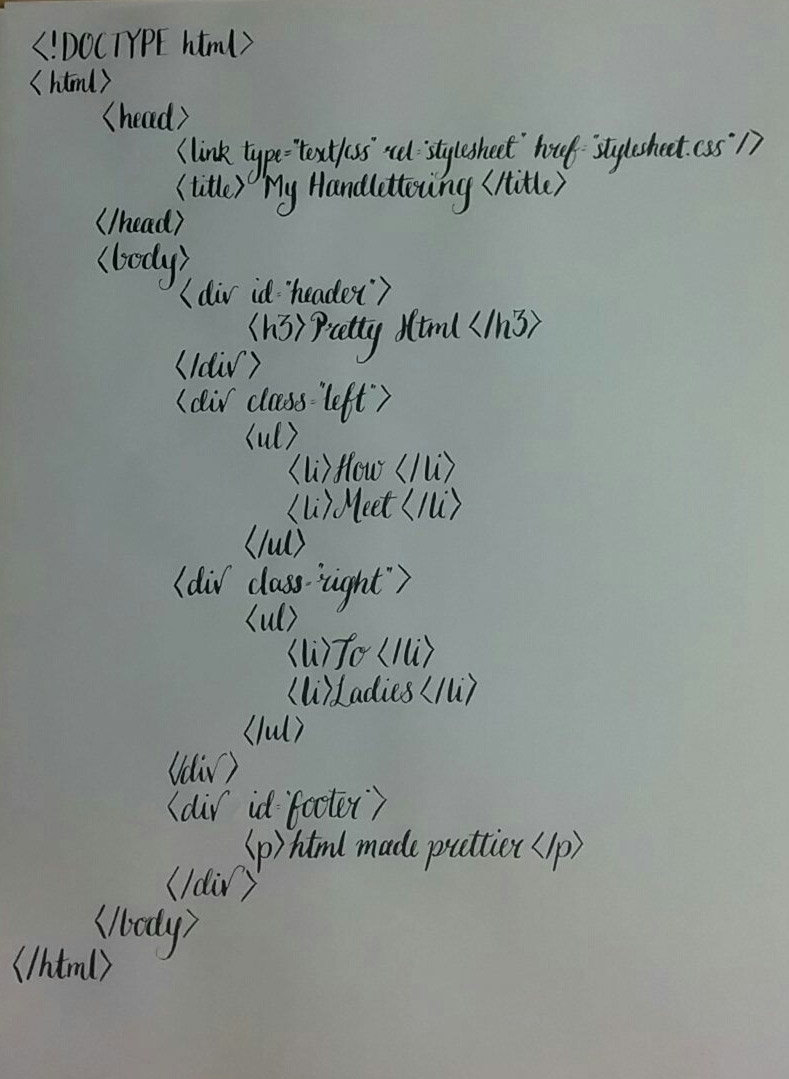 <!DOCTYPE html>
<html>
<head>
<link type="text/css" rel="stylesheet" href="stylesheet.css"/>
<title> My Handlettering </title>
</head>
<body>
<div id="header">
<h3>Pretty Html </h3>
</div>
<div class="left">
<ul>
<li>How </li>
<li>Meet </li>
</ul>
<div class="right">
<ul>
<li>To </li>
<li>Ladies </li>
</ul>
</div>
<div id="footer">
<p>html made prettier </p>
</div>
</body>
</html>